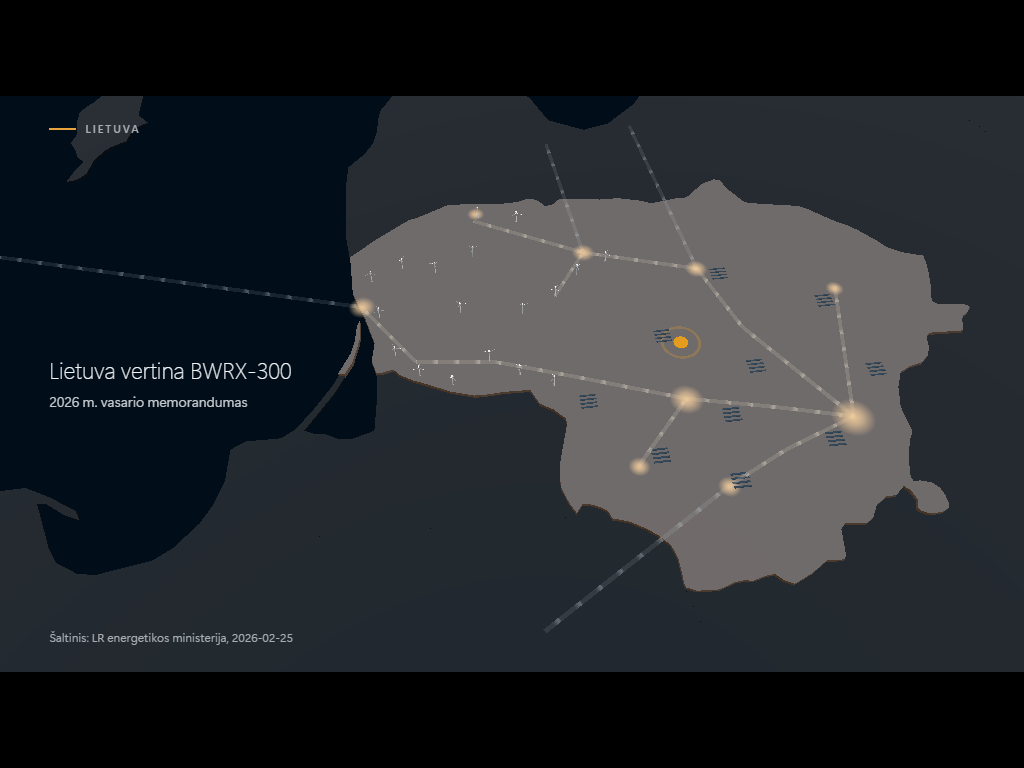 LIETUVA
Lietuva vertina BWRX-300
2026 m. vasario memorandumas
Šaltinis: LR energetikos ministerija, 2026-02-25